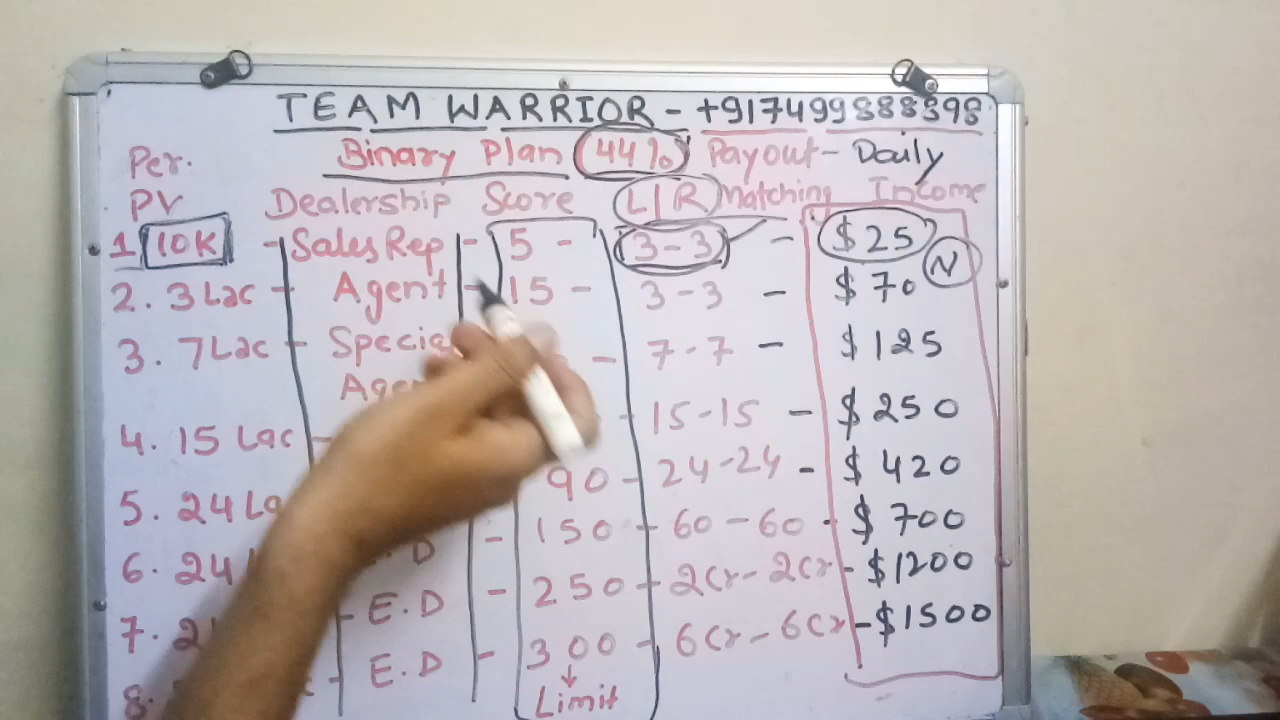 TEAM WARRIOR - +917499888398
Binary Plan 44% Payout - Daily
Per. PV Dealership Score L|R Matching Income
1 10K - Sales Rep - 5 - 3-3 - $25 N
2. 3 Lac - Agent - 15 - 3-3 - $70
3. 7 Lac - Special - 7-7 - $125
4. 15 Lac - 15-15 - $250
5. 24 - 90 - 24-24 - $420
6. 24 - 150 - 60-60 - $700
7. E.D - 250 - 2Cr-2Cr - $1200
8. - E.D - 300 - 6Cr-6Cr - $1500
Limit